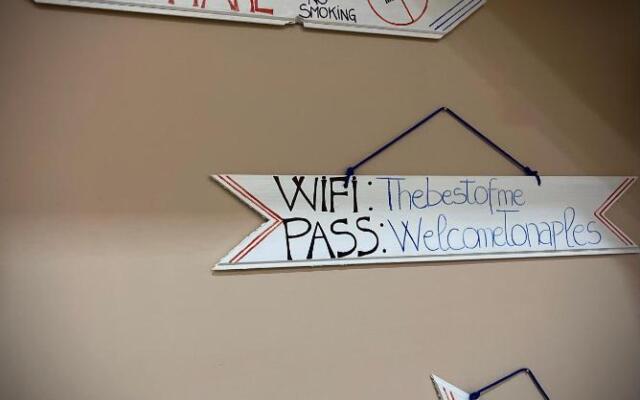 NO
SMOKING
WIFI: Thebestofme
PASS: WelcomeTonaples